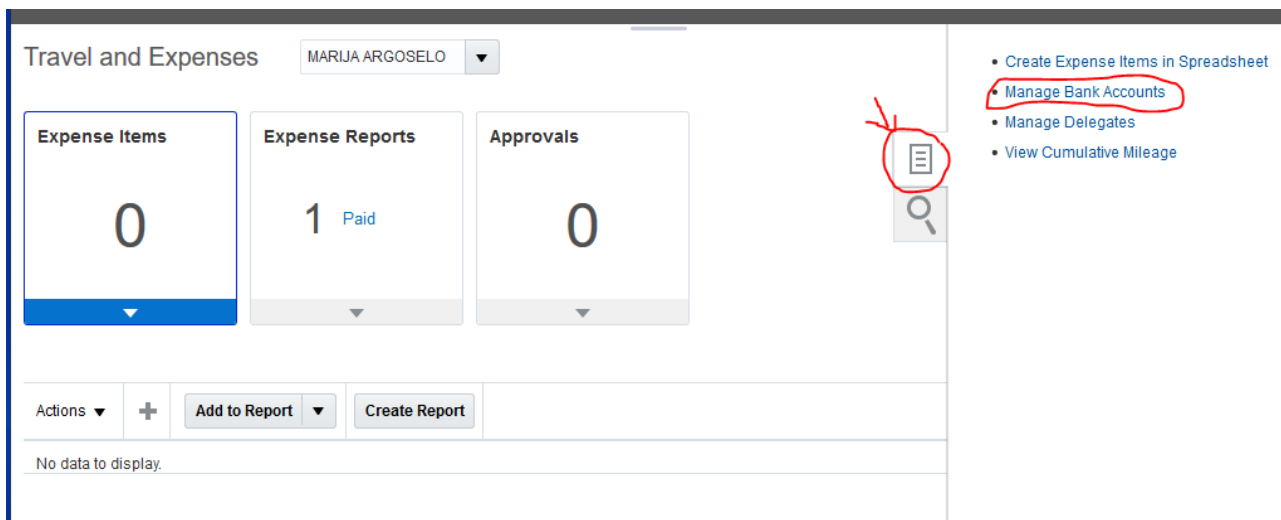 Travel and Expenses MARIJA ARGOSELO
Expense Items
0
Expense Reports
1 Paid
Approvals
0
Actions Add to Report Create Report
No data to display.
Create Expense Items in Spreadsheet
Manage Bank Accounts
Manage Delegates
View Cumulative Mileage